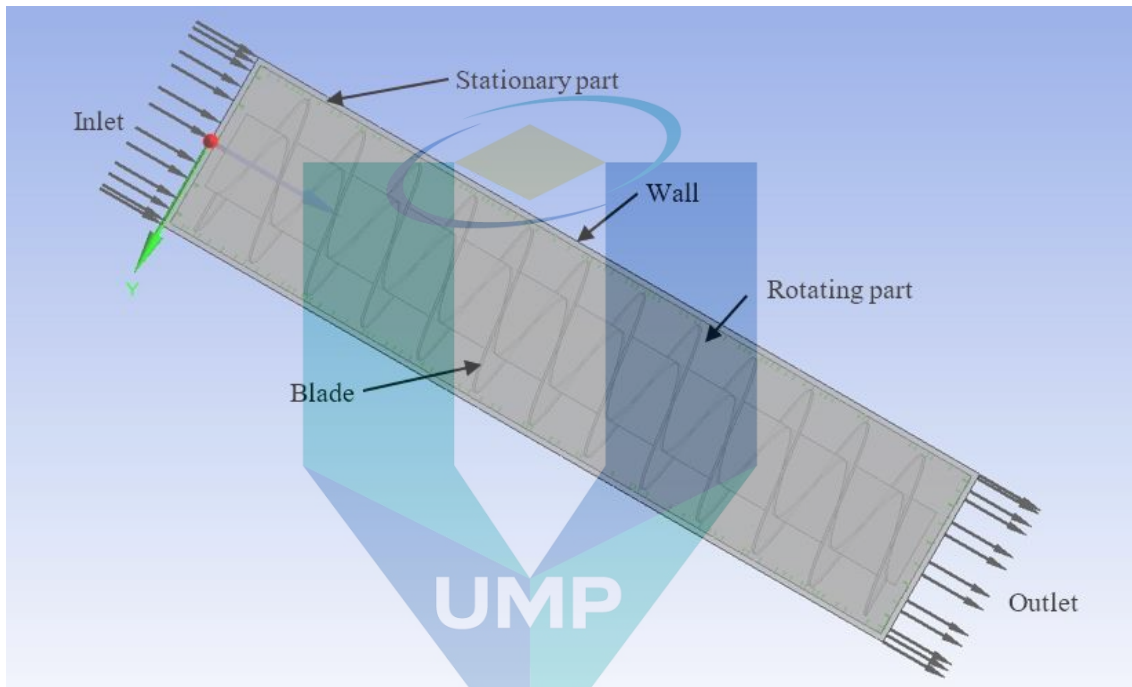 Stationary part
Inlet
Wall
Rotating part
Blade
Y
UMP
Outlet